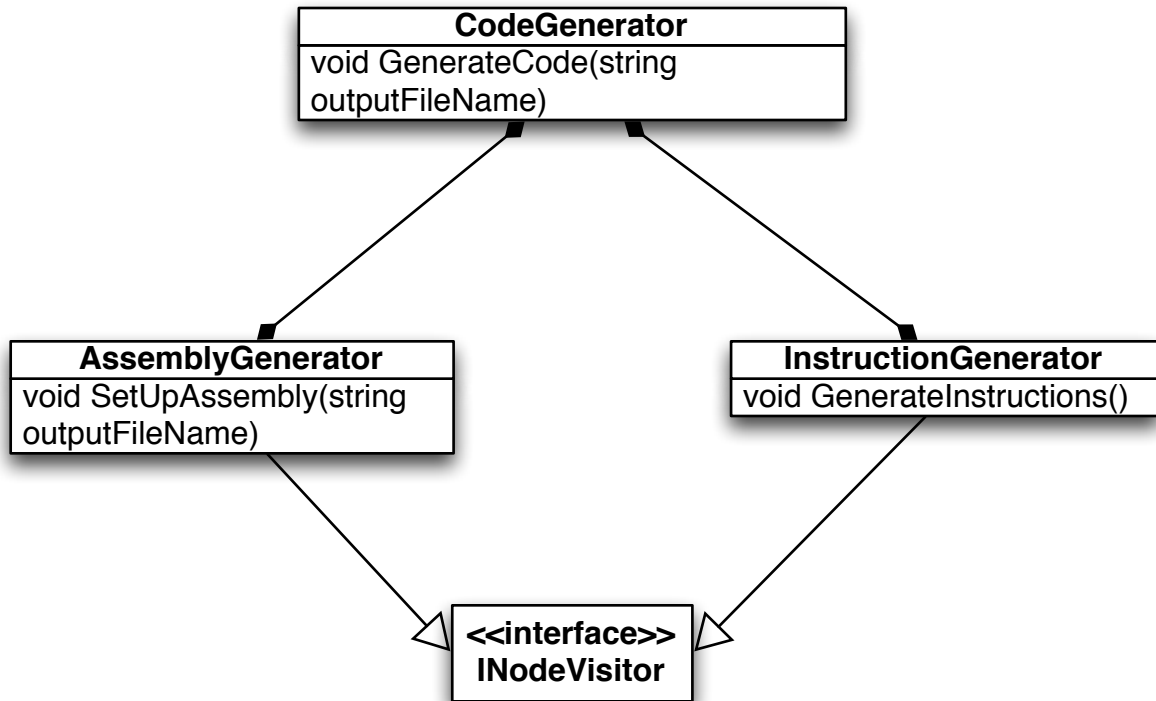 CodeGenerator
void GenerateCode(string
outputFileName)
AssemblyGenerator
void SetUpAssembly(string
outputFileName)
InstructionGenerator
void GenerateInstructions()
<<interface>>
INodeVisitor